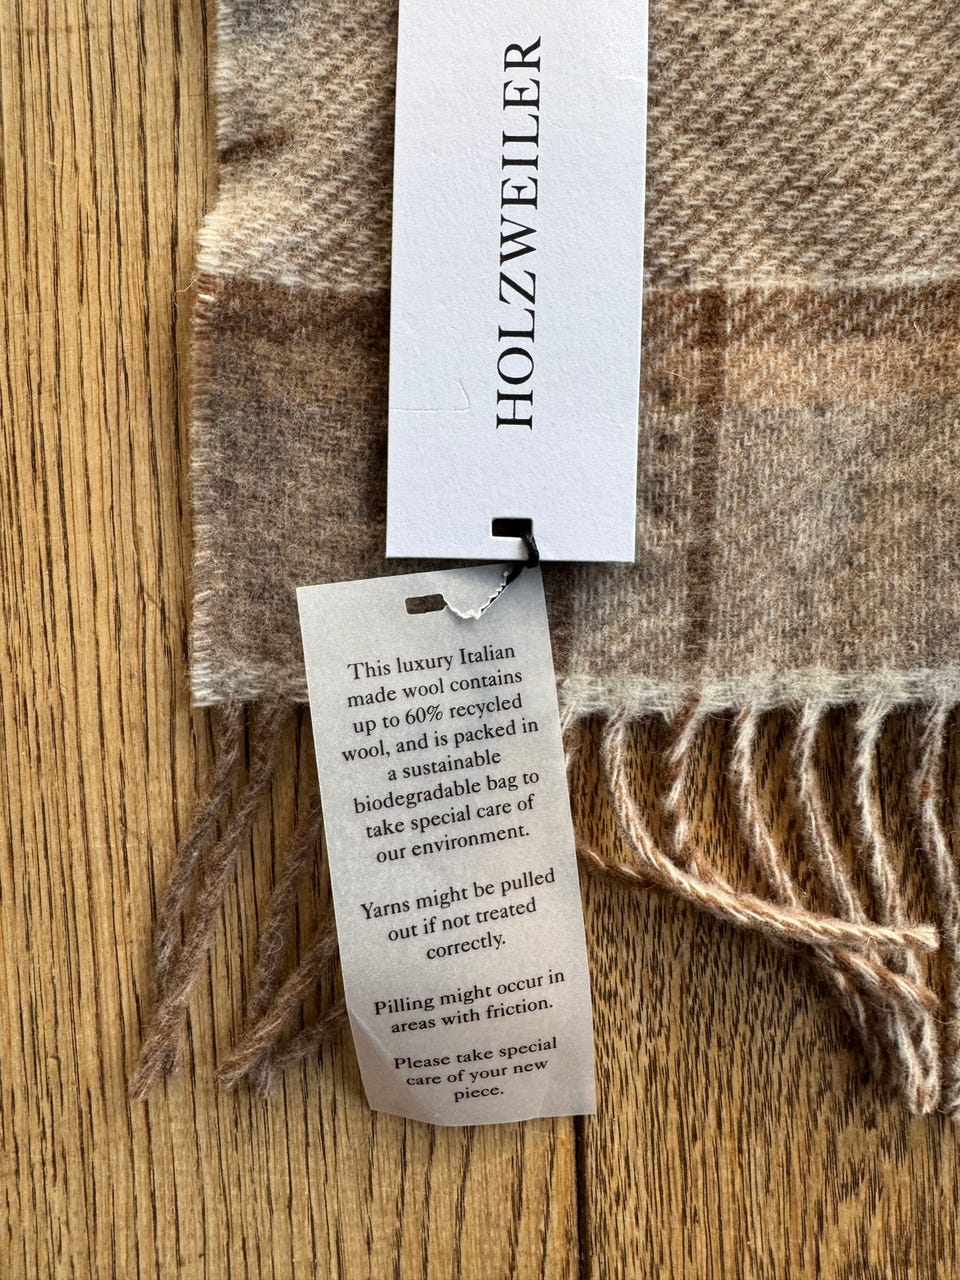 HOLZWEILER
This luxury Italian
made wool contains
up to 60% recycled
wool, and is packed in
a sustainable
biodegradable bag to
take special care of
our environment.
Yarns might be pulled
out if not treated
correctly.
Pilling might occur in
areas with friction.
Please take special
care of your new
piece.